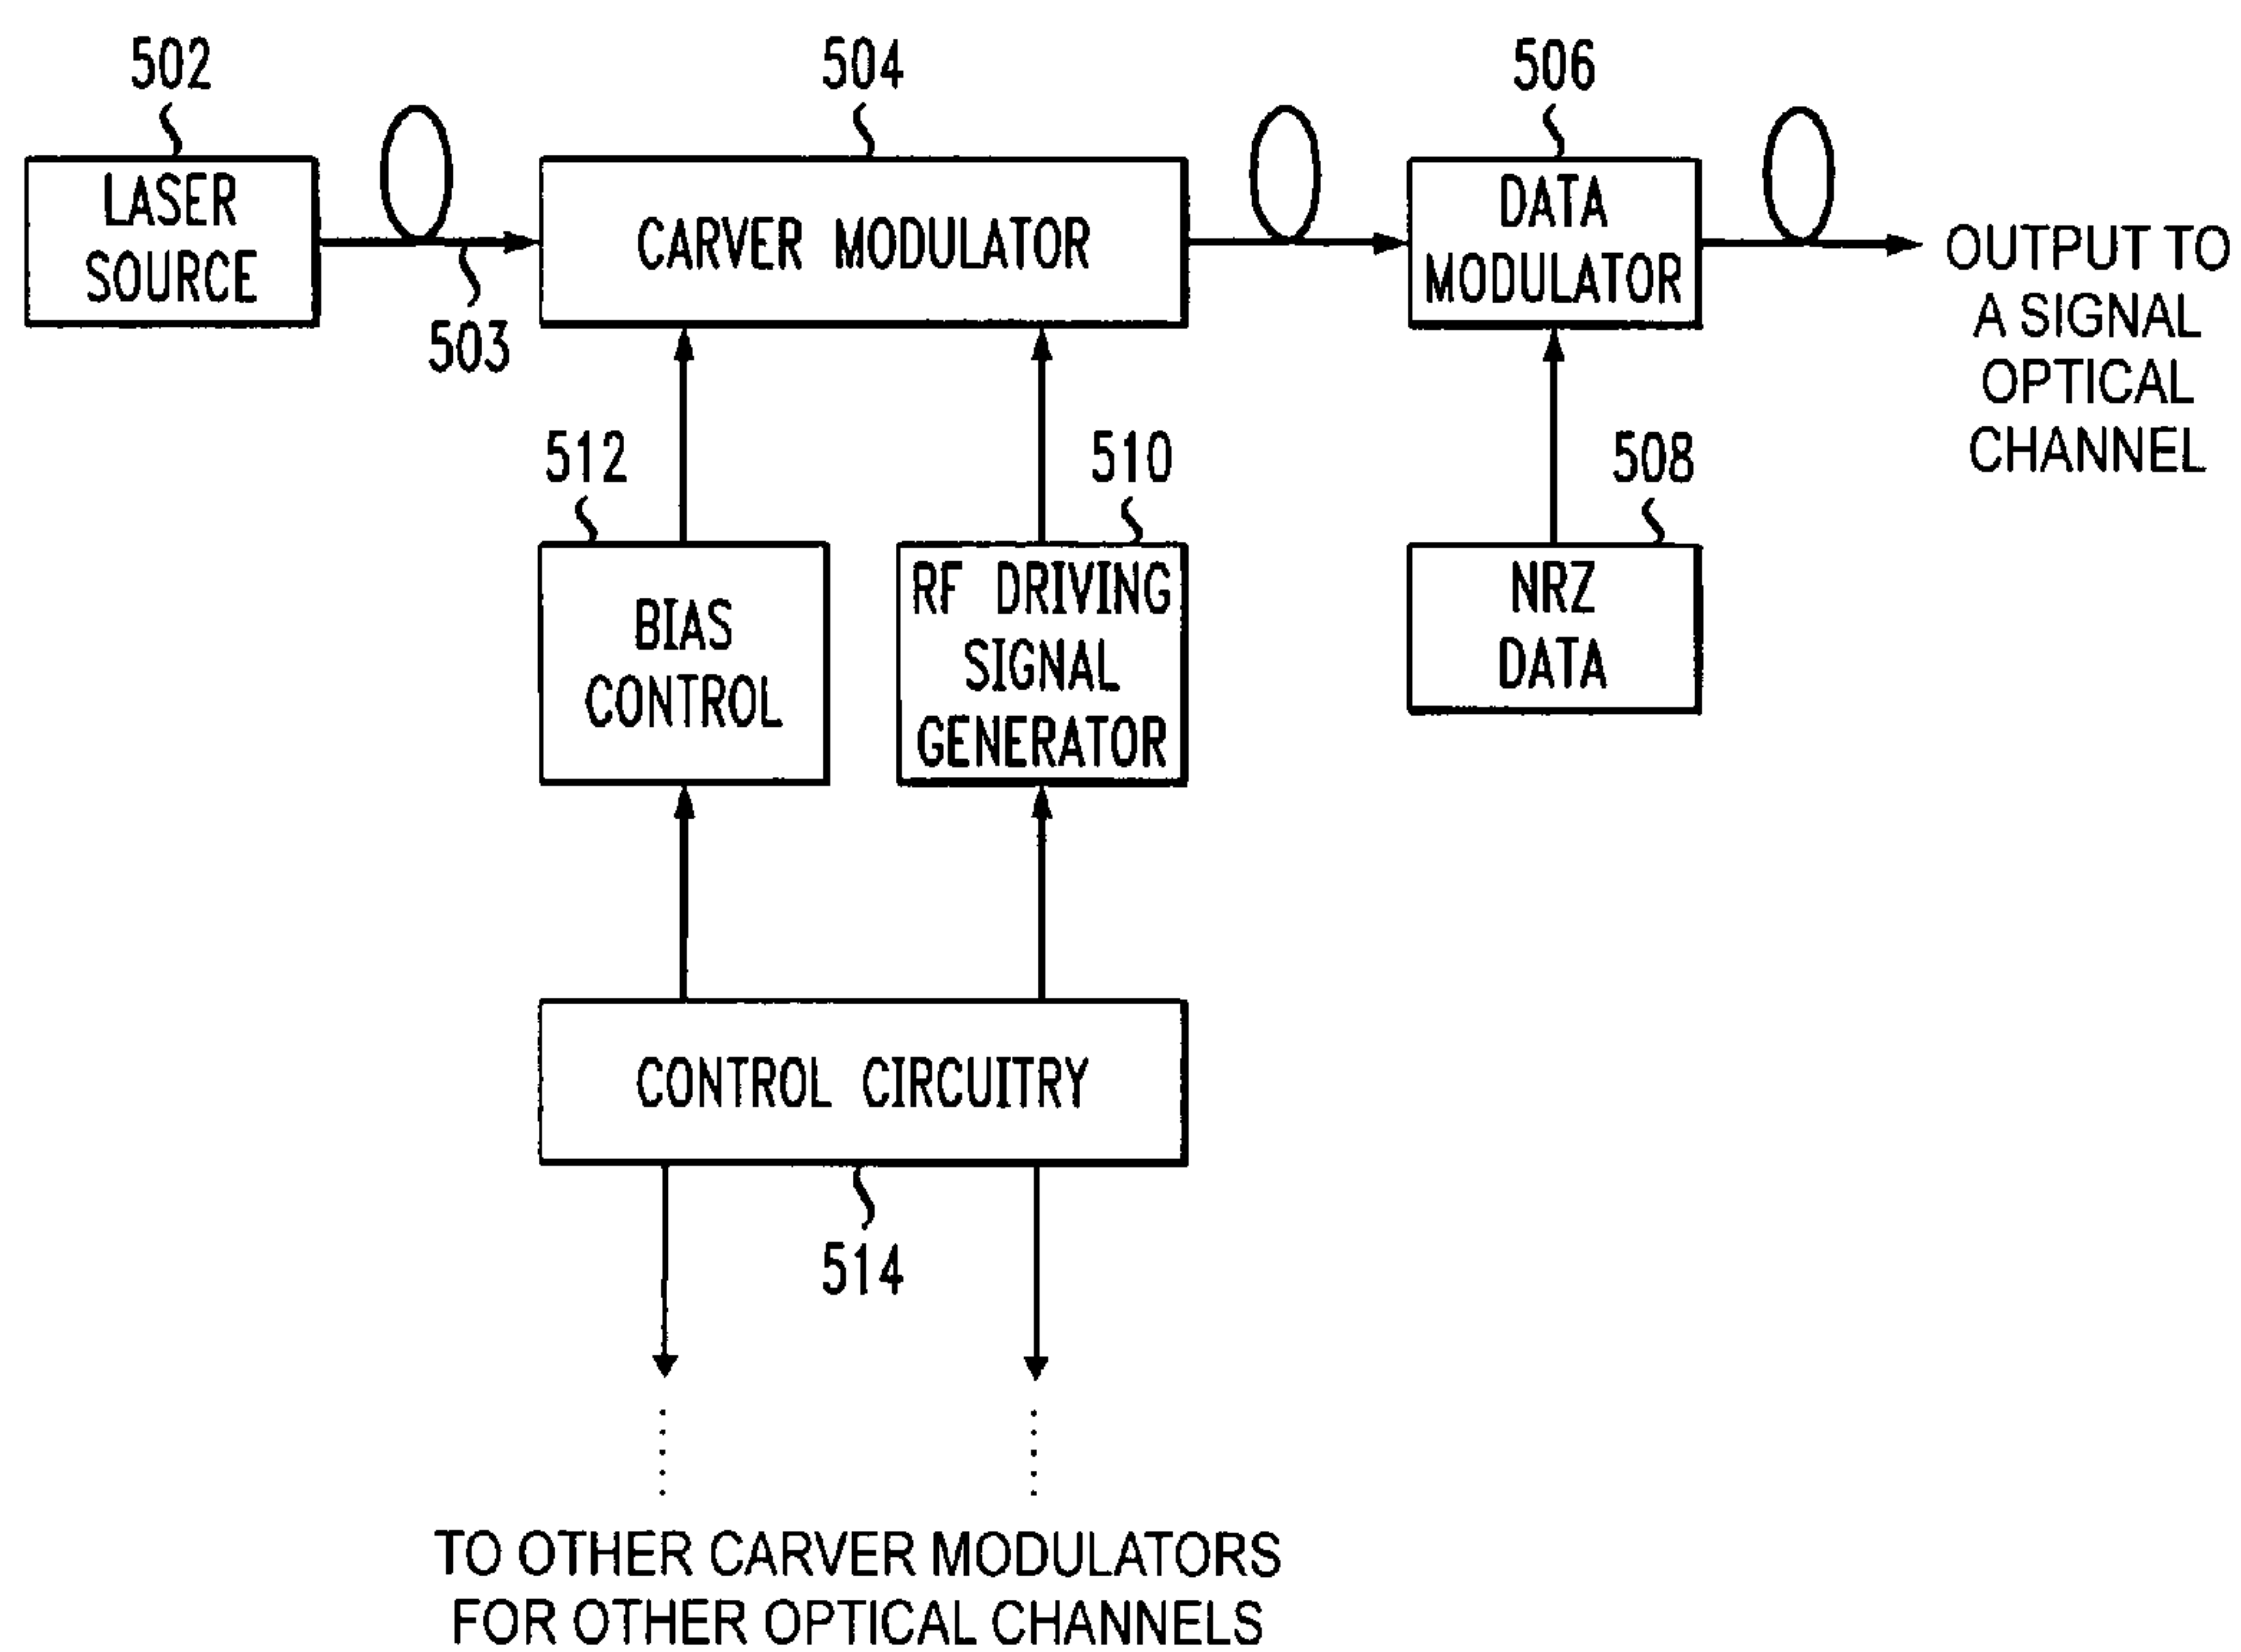 502
504
506
LASER
SOURCE
CARVER MODULATOR
DATA
MODULATOR
OUTPUT TO
A SIGNAL
OPTICAL
CHANNEL
503
512
510
508
BIAS
CONTROL
RF DRIVING
SIGNAL
GENERATOR
NRZ
DATA
CONTROL CIRCUITRY
514
TO OTHER CARVER MODULATORS
FOR OTHER OPTICAL CHANNELS